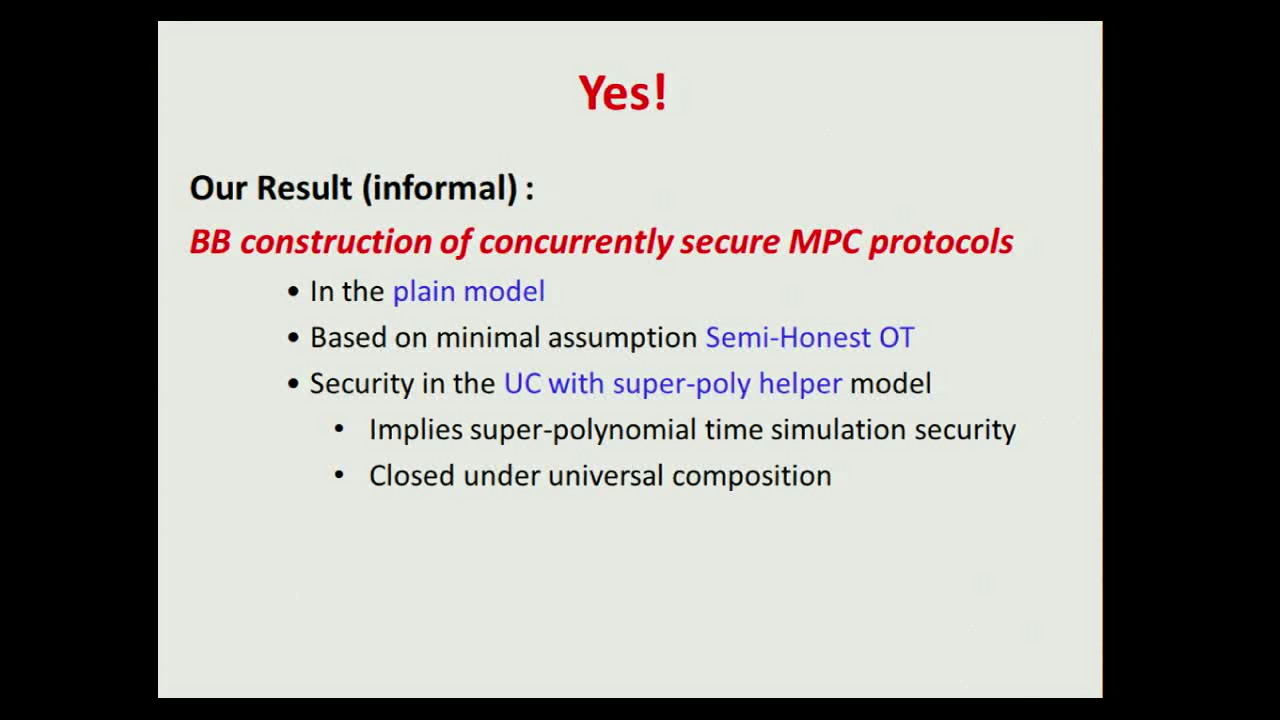 Yes!
Our Result (informal) :
BB construction of concurrently secure MPC protocols
• In the plain model
• Based on minimal assumption Semi-Honest OT
• Security in the UC with super-poly helper model
• Implies super-polynomial time simulation security
• Closed under universal composition